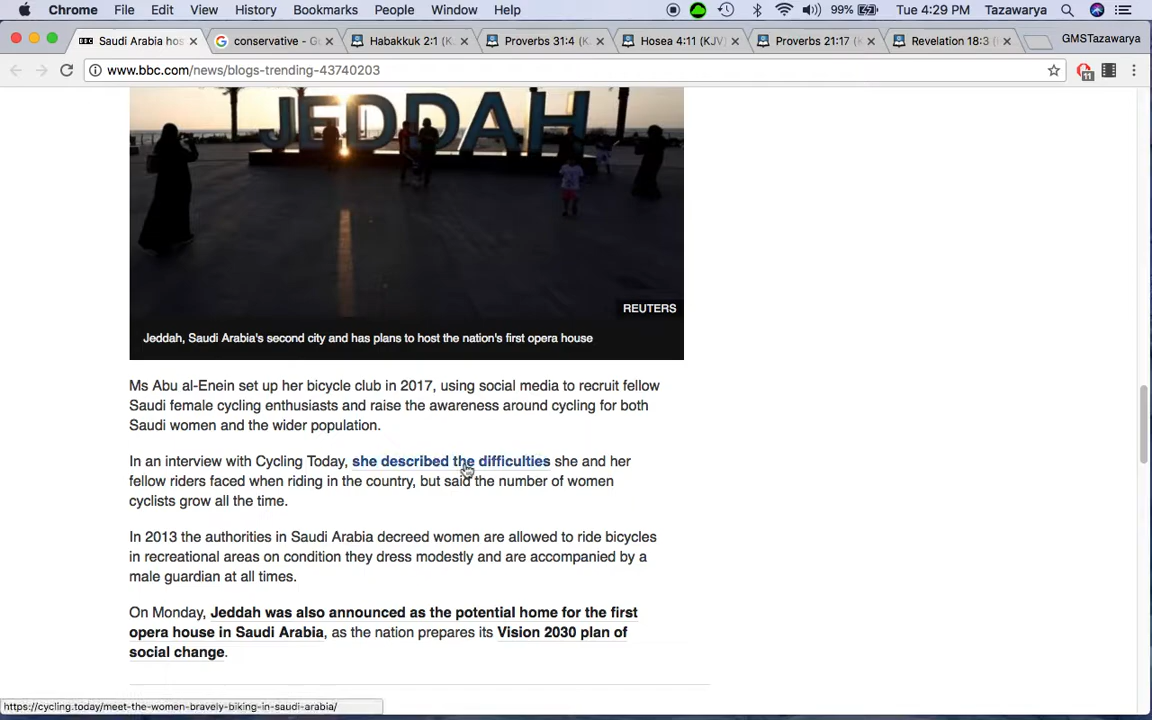 Chrome File Edit View History Bookmarks People Window Help 99% Tue 4:29 PM Tazawarya
Saudi Arabia hos × conservative - Go × Habakkuk 2:1 (K × Proverbs 31:4 (K × Hosea 4:11 (KJV) × Proverbs 21:17 (k × Revelation 18:3 ( × GMSTazawarya
www.bbc.com/news/blogs-trending-43740203
11
JEDDAH
REUTERS
Jeddah, Saudi Arabia's second city and has plans to host the nation's first opera house
Ms Abu al-Enein set up her bicycle club in 2017, using social media to recruit fellow
Saudi female cycling enthusiasts and raise the awareness around cycling for both
Saudi women and the wider population.
In an interview with Cycling Today, she described the difficulties she and her
fellow riders faced when riding in the country, but said the number of women
cyclists grow all the time.
In 2013 the authorities in Saudi Arabia decreed women are allowed to ride bicycles
in recreational areas on condition they dress modestly and are accompanied by a
male guardian at all times.
On Monday, Jeddah was also announced as the potential home for the first
opera house in Saudi Arabia, as the nation prepares its Vision 2030 plan of
social change.
https://cycling.today/meet-the-women-bravely-biking-in-saudi-arabia/